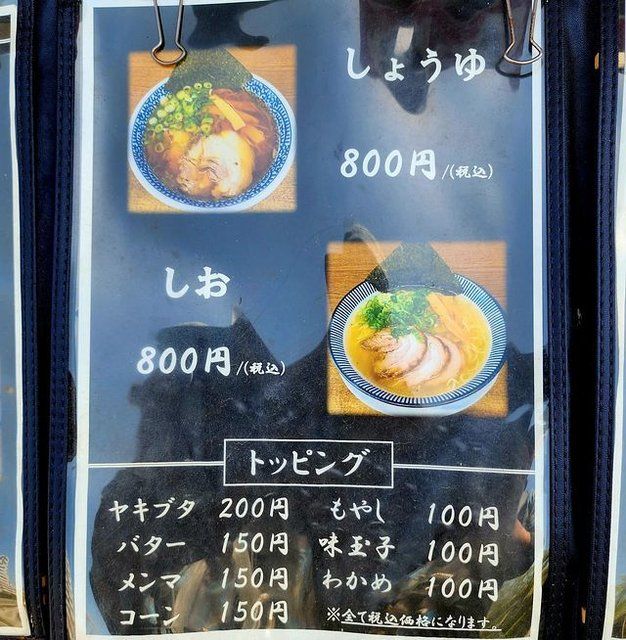 しょうゆ
800円/(税込)
しお
800円/(税込)
トッピング
ヤキブタ 200円
バター 150円
メンマ 150円
コーン 150円
もやし 100円
味玉子 100円
わかめ 100円
※全て税込価格になります。